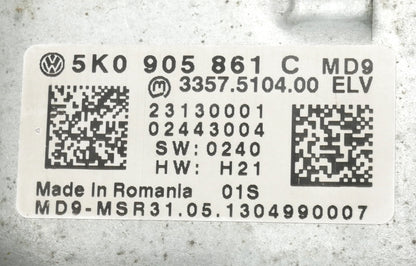 5K0 905 861 C MD9
3357.5104.00 ELV
23130001
02443004
SW: 0240
HW: H21
Made In Romania 01S
MD9-MSR31.05.1304990007